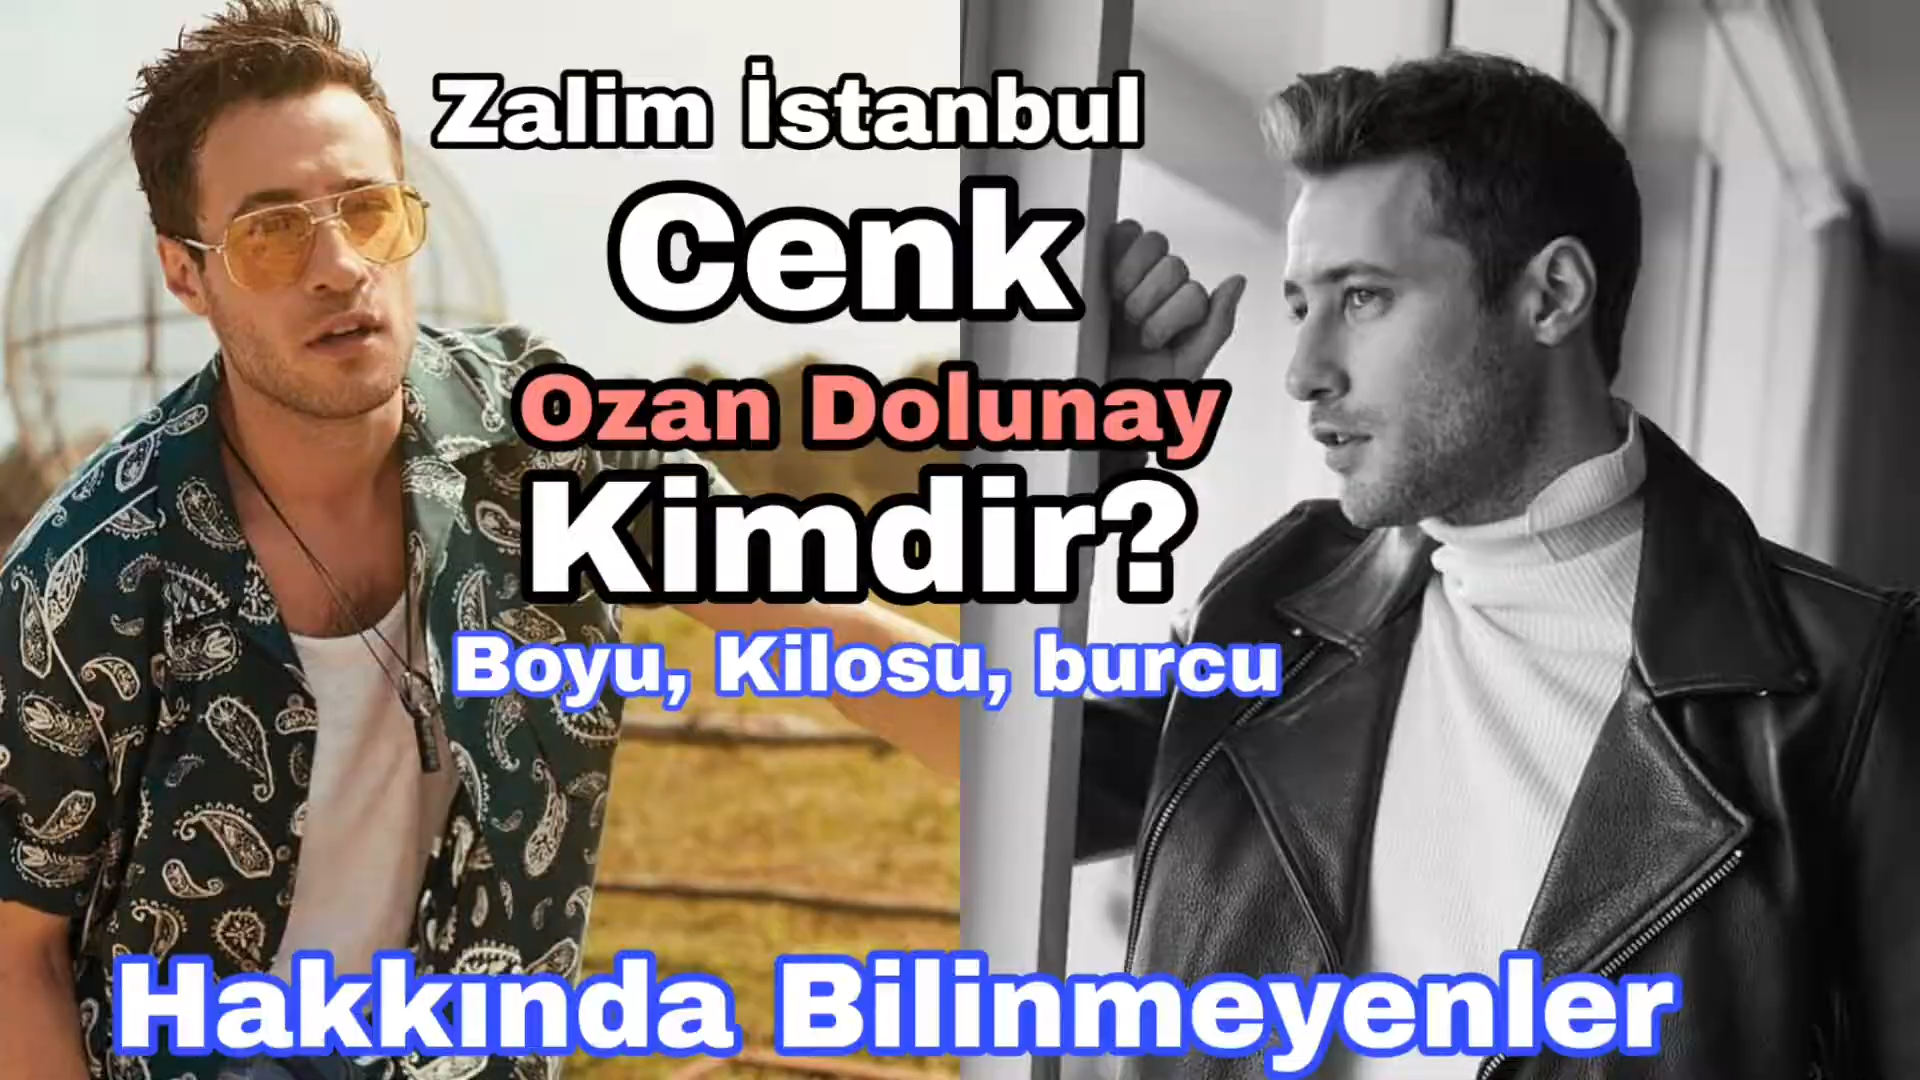 Zalim İstanbul
Cenk
Ozan Dolunay
Kimdir?
Boyu, Kilosu, burcu
Hakkında Bilinmeyenler